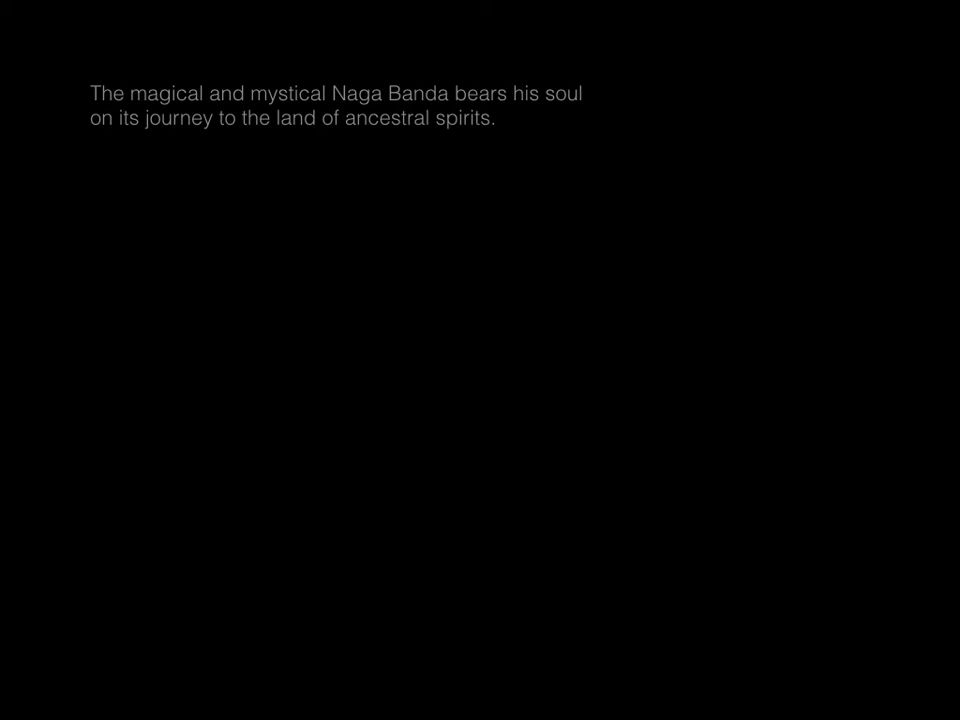 The magical and mystical Naga Banda bears his soul
on its journey to the land of ancestral spirits.